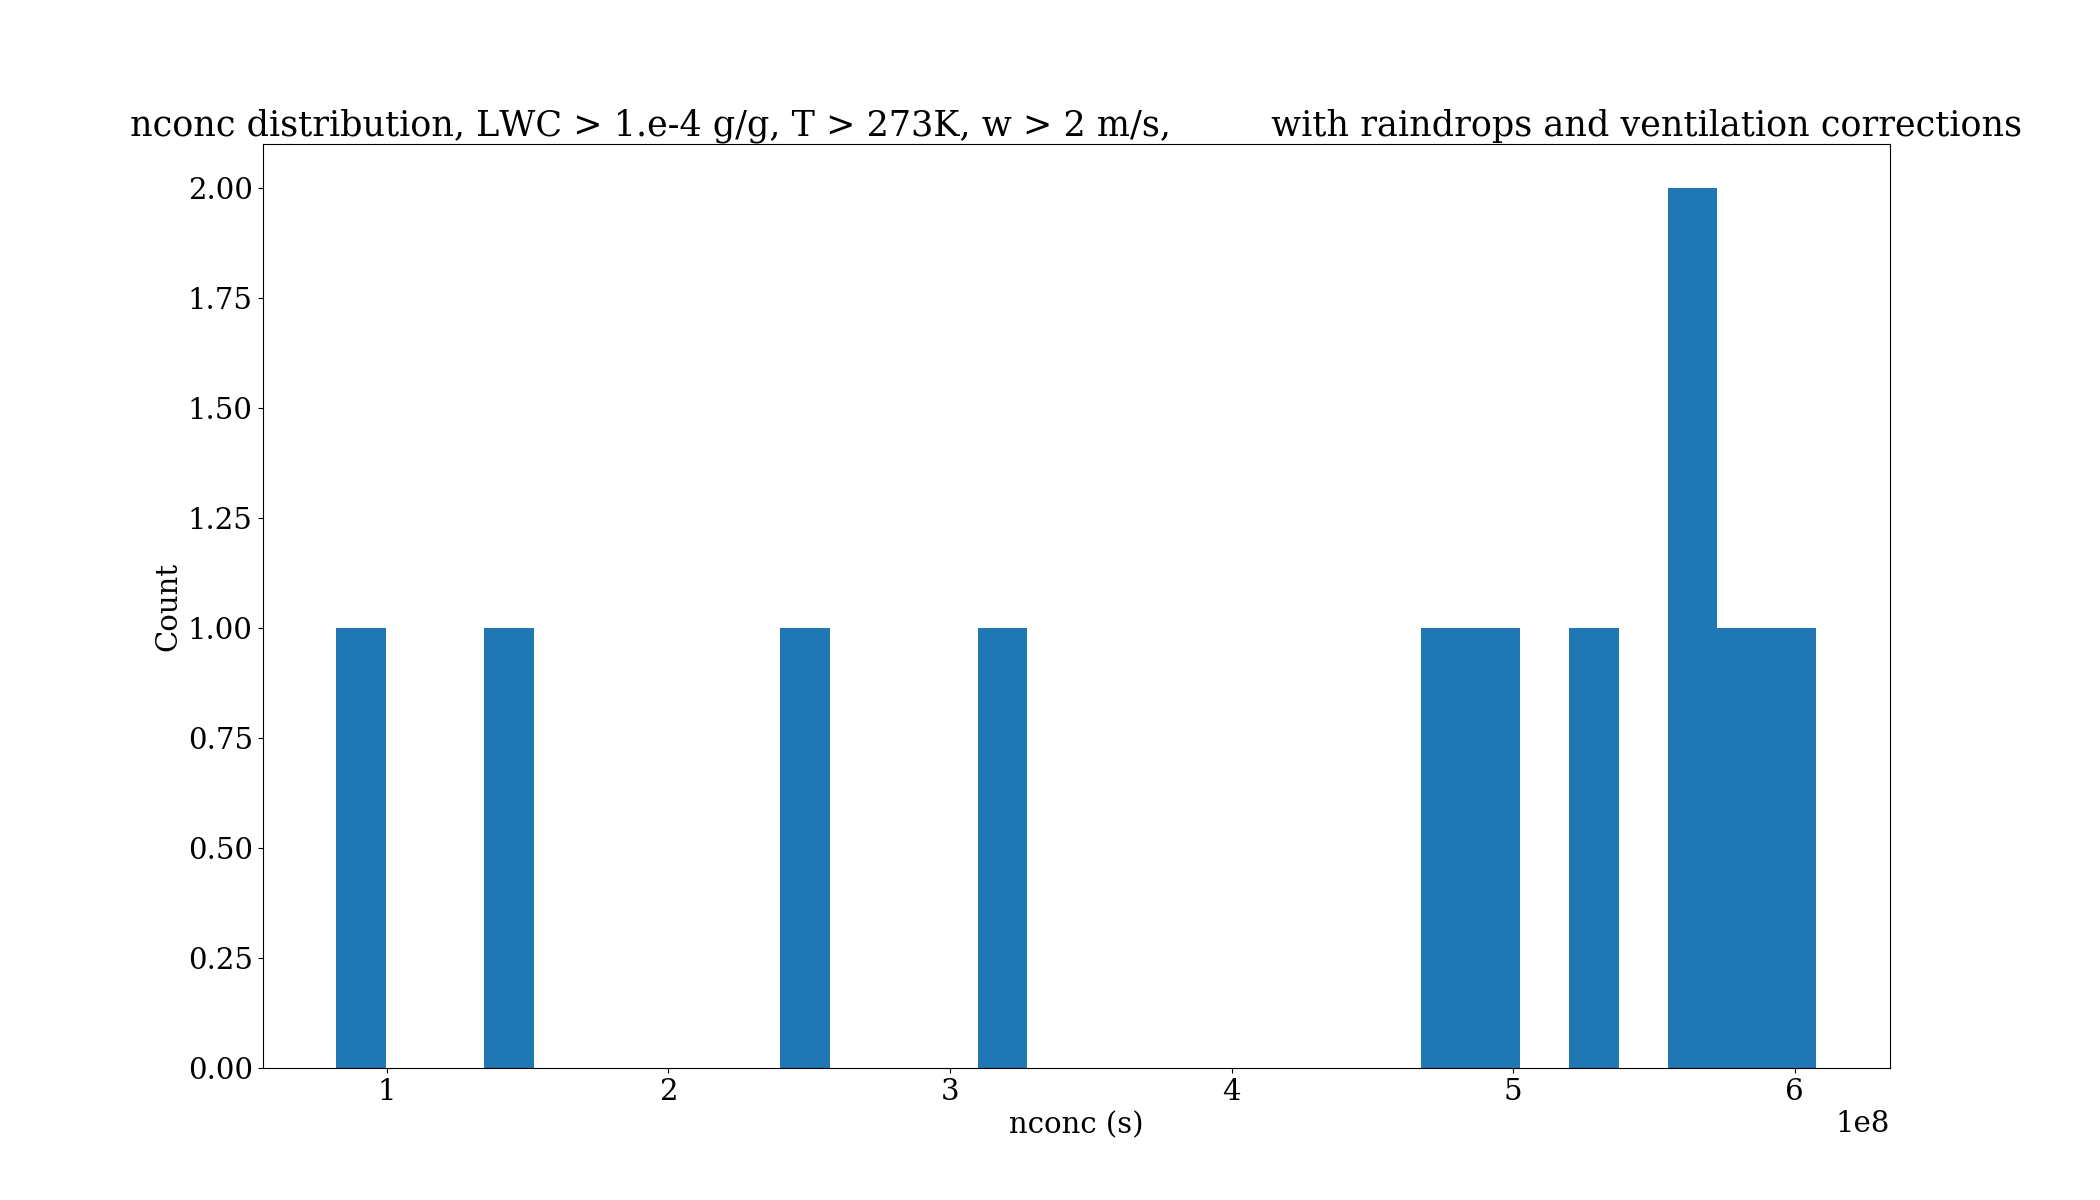 nconc distribution, LWC > 1.e-4 g/g, T > 273K, w > 2 m/s,         with raindrops and ventilation corrections
2.00
1.75
1.50
1.25
1.00
0.75
0.50
0.25
0.00
Count
1 2 3 4 5 6
nconc (s)
1e8